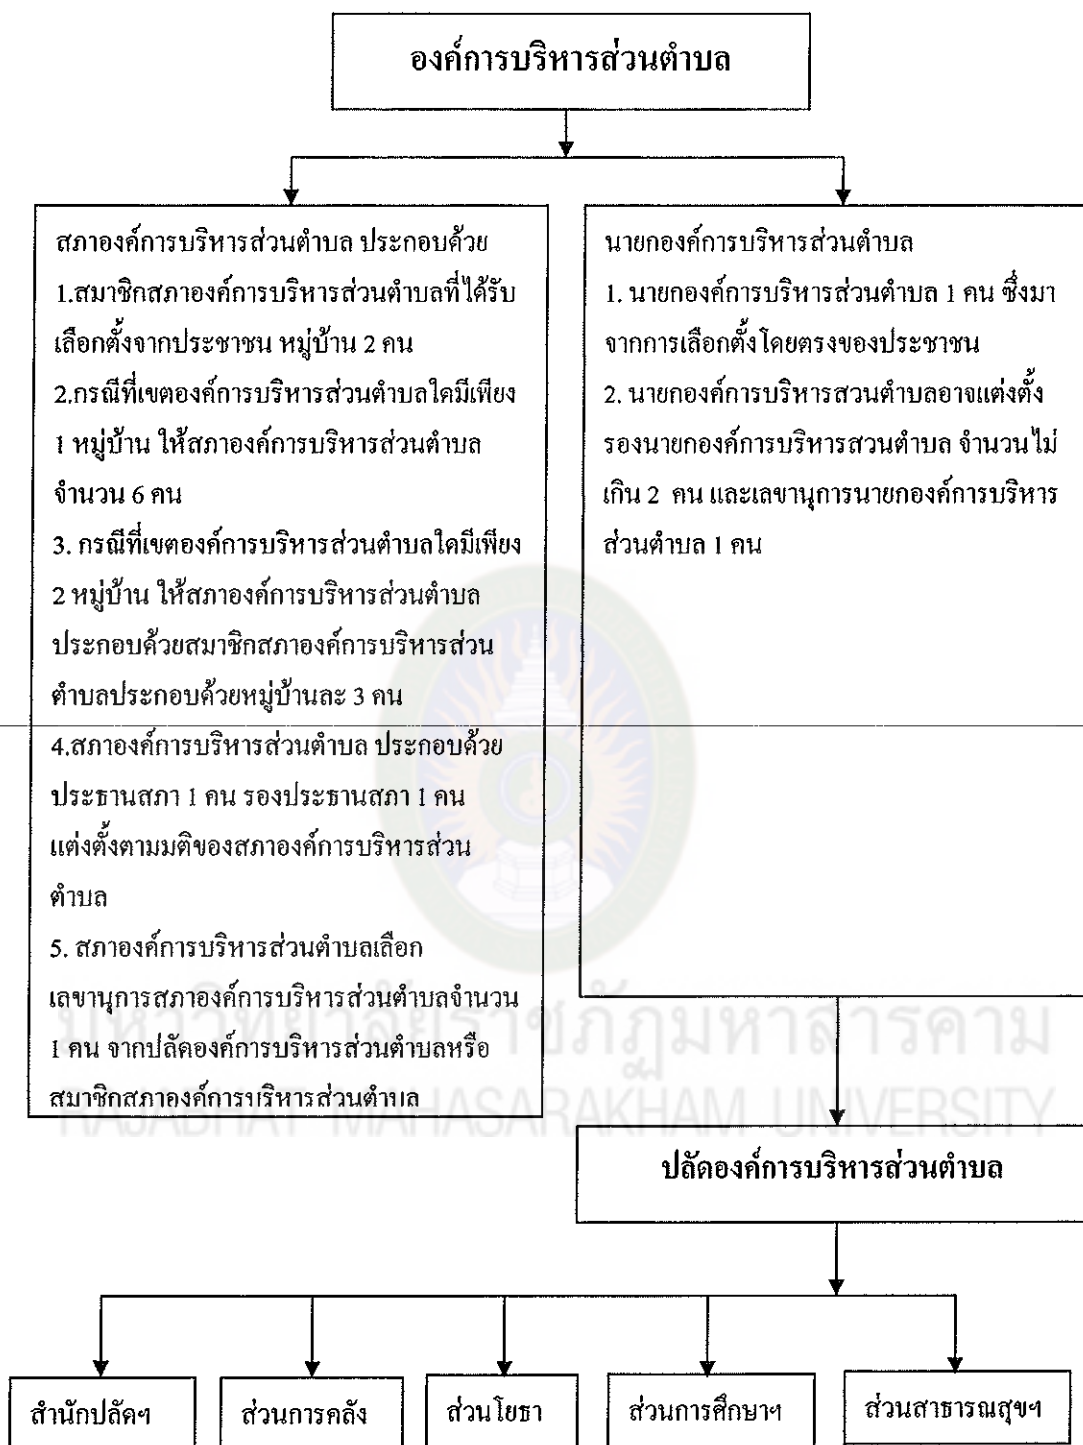 องค์การบริหารส่วนตำบล
สภาองค์การบริหารส่วนตำบล ประกอบด้วย
1.สมาชิกสภาองค์การบริหารส่วนตำบลที่ได้รับ
เลือกตั้งจากประชาชน หมู่บ้าน 2 คน
2.กรณีที่เขตองค์การบริหารส่วนตำบลใดมีเพียง
1 หมู่บ้าน ให้สภาองค์การบริหารส่วนตำบล
จำนวน 6 คน
3. กรณีที่เขตองค์การบริหารส่วนตำบลใดมีเพียง
2 หมู่บ้าน ให้สภาองค์การบริหารส่วนตำบล
ประกอบด้วยสมาชิกสภาองค์การบริหารส่วน
ตำบลประกอบด้วยหมู่บ้านละ 3 คน
4.สภาองค์การบริหารส่วนตำบล ประกอบด้วย
ประธานสภา 1 คน รองประธานสภา 1 คน
แต่งตั้งตามมติของสภาองค์การบริหารส่วน
ตำบล
5. สภาองค์การบริหารส่วนตำบลเลือก
เลขานุการสภาองค์การบริหารส่วนตำบลจำนวน
1 คน จากปลัดองค์การบริหารส่วนตำบลหรือ
สมาชิกสภาองค์การบริหารส่วนตำบล
นายกองค์การบริหารส่วนตำบล
1. นายกองค์การบริหารส่วนตำบล 1 คน ซึ่งมา
จากการเลือกตั้งโดยตรงของประชาชน
2. นายกองค์การบริหารสวนตำบลอาจแต่งตั้ง
รองนายกองค์การบริหารสวนตำบล จำนวนไม่
เกิน 2 คน และเลขานุการนายกองค์การบริหาร
ส่วนตำบล 1 คน
มหาวิทยาลัยราชภัฏมหาสารคาม
RAJABHAT MAHASARAKHAM UNIVERSITY
ปลัดองค์การบริหารส่วนตำบล
สำนักปลัดฯ
ส่วนการคลัง
ส่วนโยธา
ส่วนการศึกษาฯ
ส่วนสาธารณสุขฯ